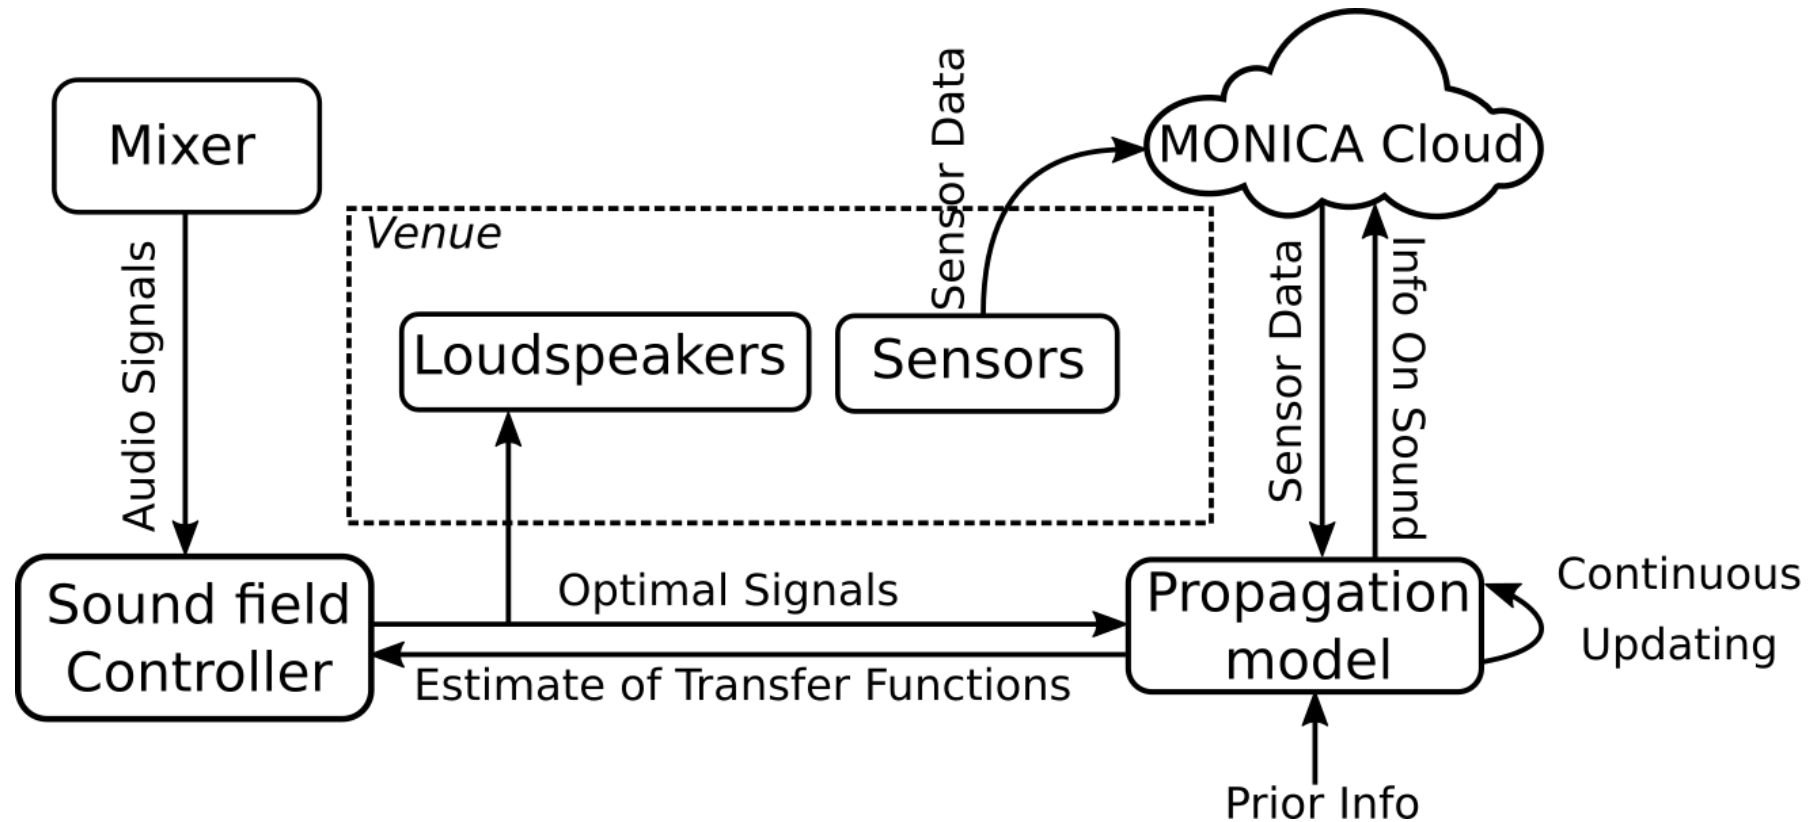 Mixer
Sensor Data
MONICA Cloud
Venue
Audio Signals
Loudspeakers
Sensors
Sensor Data
Info On Sound
Sound field
Controller
Optimal Signals
Estimate of Transfer Functions
Propagation
model
Continuous
Updating
Prior Info